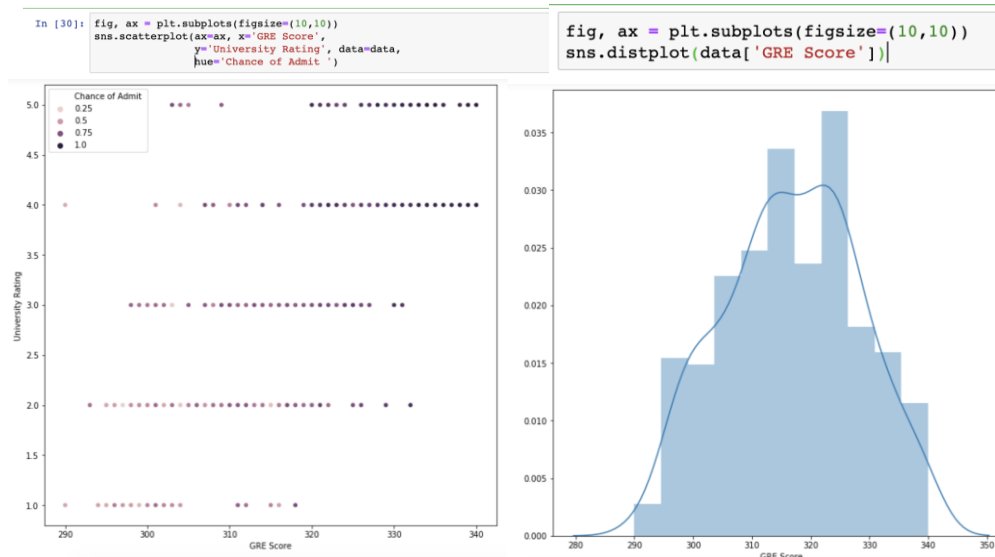 In [30]: fig, ax = plt.subplots(figsize=(10,10))
sns.scatterplot(ax=ax, x='GRE Score',
y='University Rating', data=data,
hue='Chance of Admit ')
Chance of Admit
0.25
0.5
0.75
1.0
5.0
4.5
4.0
3.5
3.0
2.5
2.0
1.5
1.0
University Rating
290 300 310 320 330 340
GRE Score
fig, ax = plt.subplots(figsize=(10,10))
sns.distplot(data['GRE Score'])
0.035
0.030
0.025
0.020
0.015
0.010
0.005
0.000
280 290 300 310 320 330 340 350
GRE Score